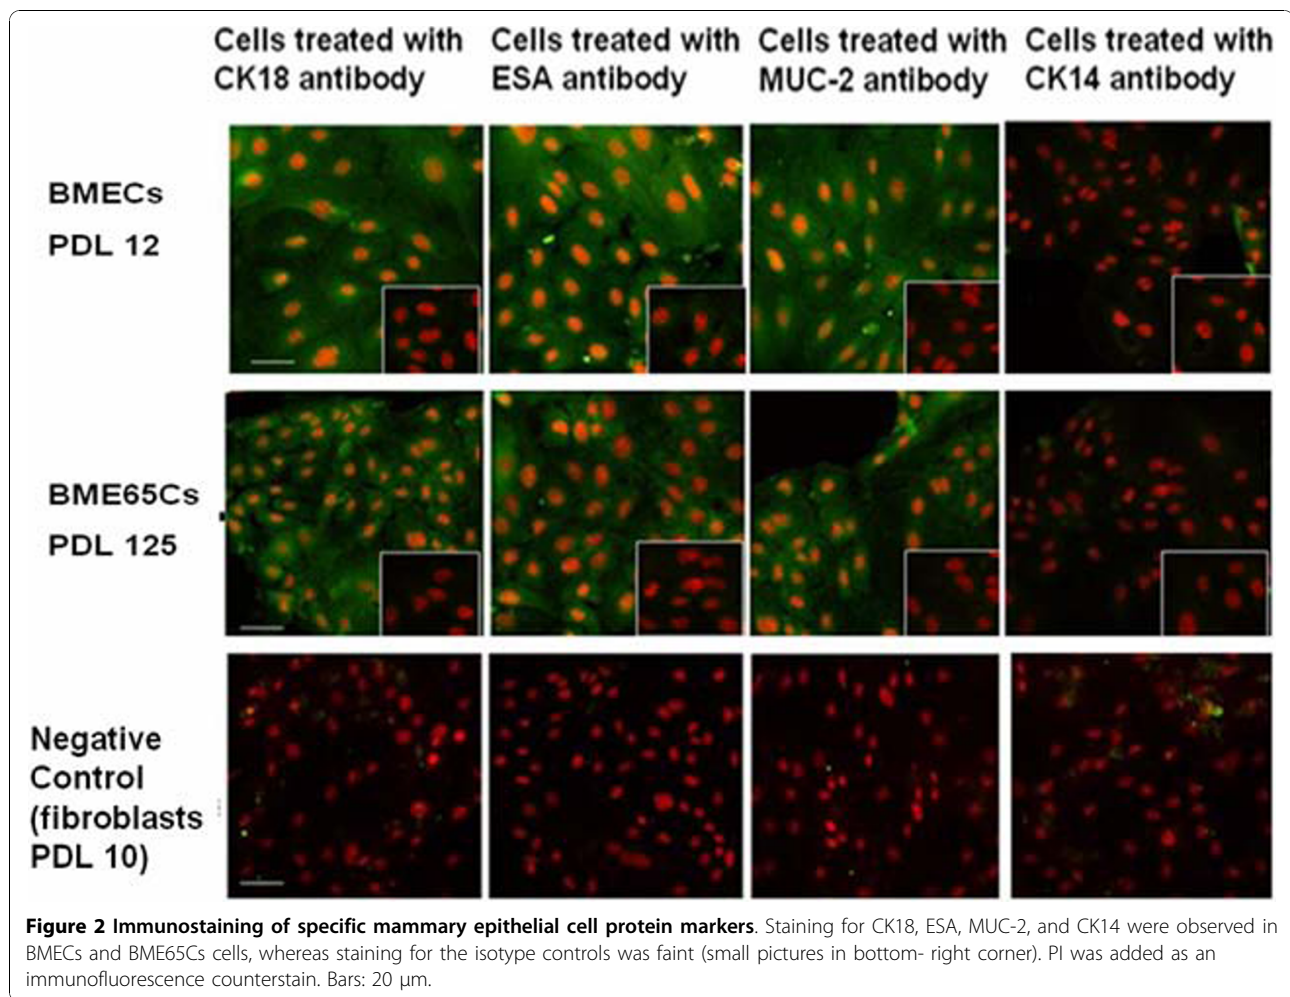 Cells treated with CK18 antibody
Cells treated with ESA antibody
Cells treated with MUC-2 antibody
Cells treated with CK14 antibody
BMECs
PDL 12
BME65Cs
PDL 125
Negative
Control
(fibroblasts
PDL 10)
Figure 2 Immunostaining of specific mammary epithelial cell protein markers. Staining for CK18, ESA, MUC-2, and CK14 were observed in
BMECs and BME65Cs cells, whereas staining for the isotype controls was faint (small pictures in bottom- right corner). PI was added as an
immunofluorescence counterstain. Bars: 20 μm.